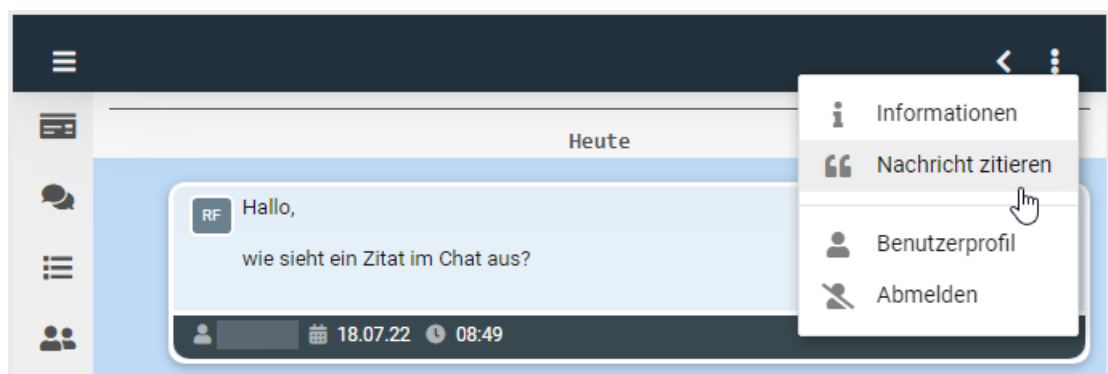 Informationen
Heute
Nachricht zitieren
RF Hallo,
wie sieht ein Zitat im Chat aus?
Benutzerprofil
Abmelden
18.07.22 08:49